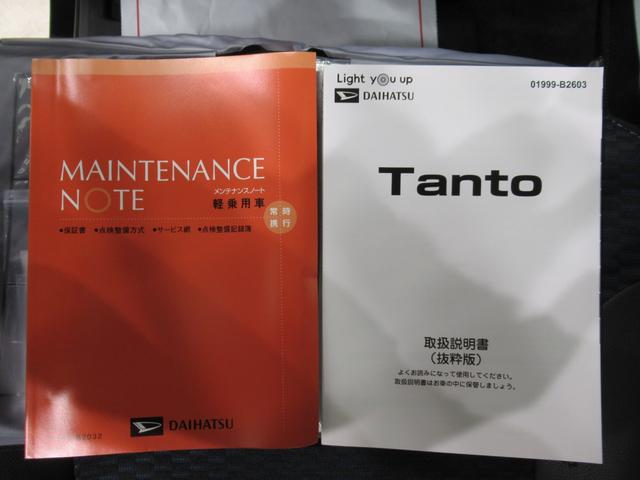 MAINTENANCE
NOTE
メンテナンスノート
軽乗用車
常時
携行
●保証書 ●点検整備方式 ●サービス網 ●点検整備記録簿
DAIHATSU
Light you up
DAIHATSU
01999-B2603
Tanto
取扱説明書
(抜粋版)
よくお読みになって使用してください。
取扱説明書はお車の中に保管しましょう。